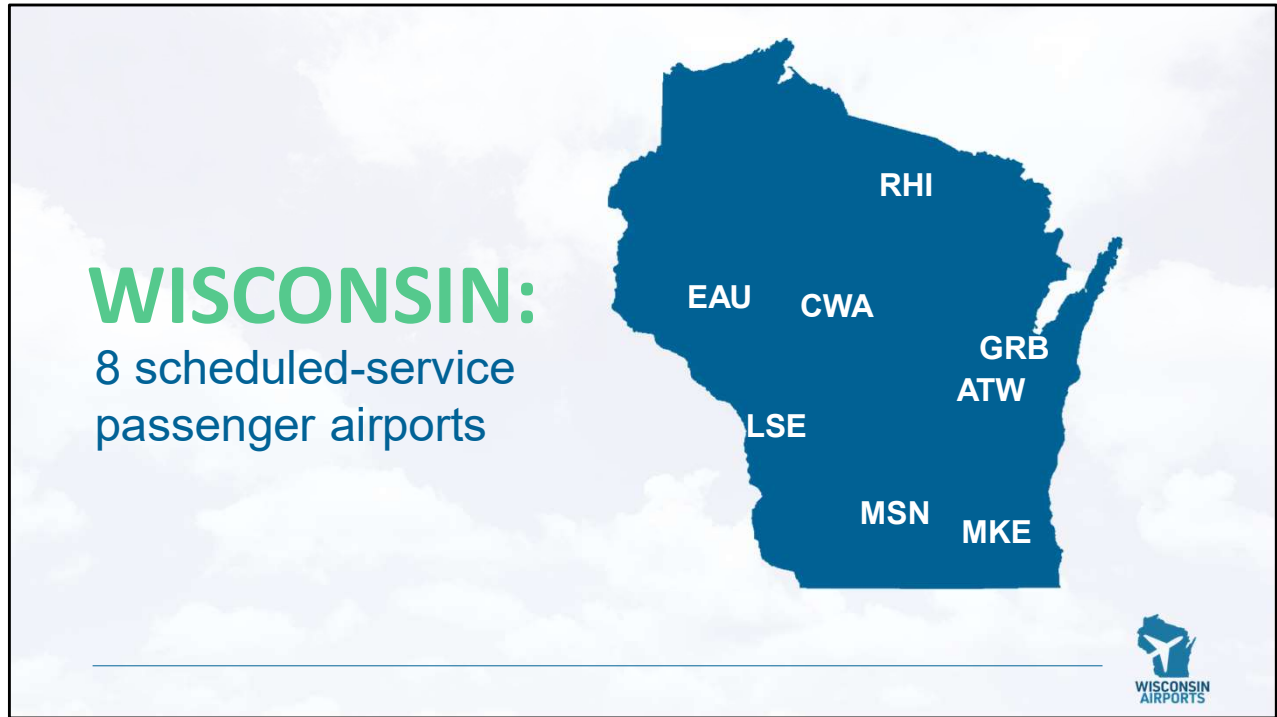 WISCONSIN:
8 scheduled-service
passenger airports
RHI
EAU
CWA
GRB
ATW
LSE
MSN
MKE
WISCONSIN
AIRPORTS